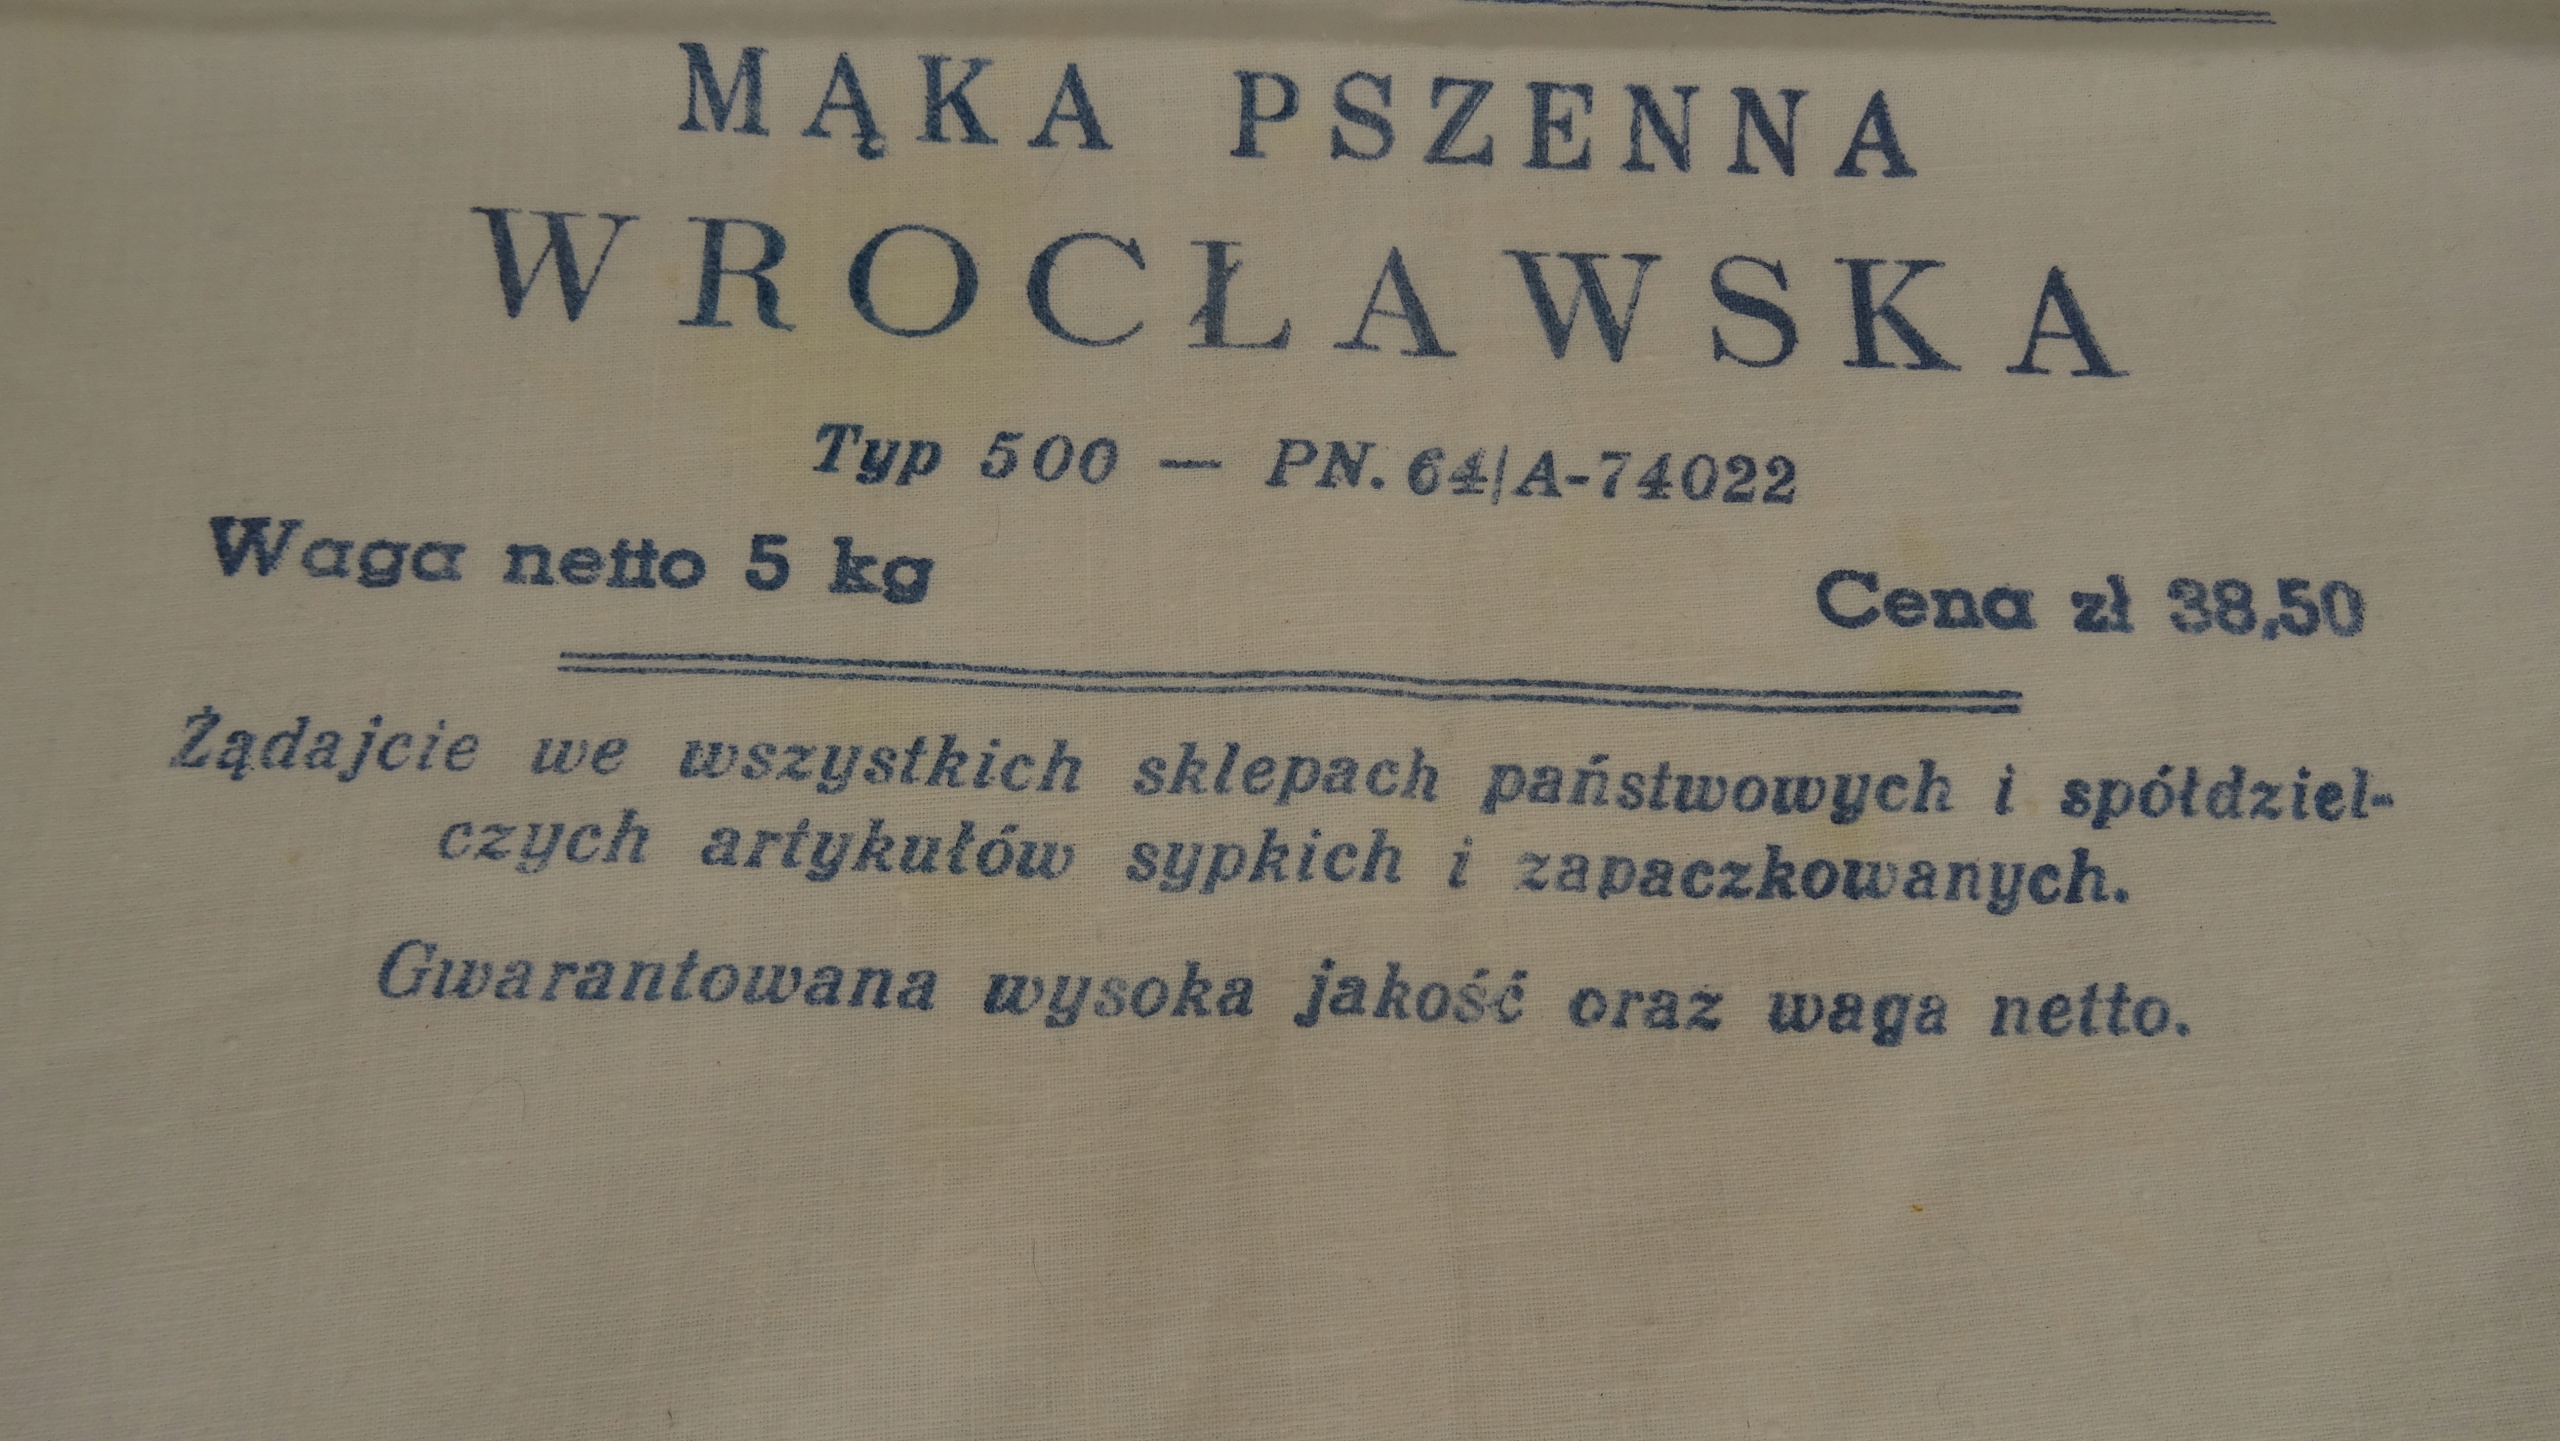 MĄKA PSZENNA
WROCŁAWSKA
Typ 500 — PN. 64/A-74022
Waga netto 5 kg
Cena zł 38,50
Żądajcie we wszystkich sklepach państwowych i spółdziel-
czych artykułów sypkich i zapaczkowanych.
Gwarantowana wysoka jakość oraz waga netto.